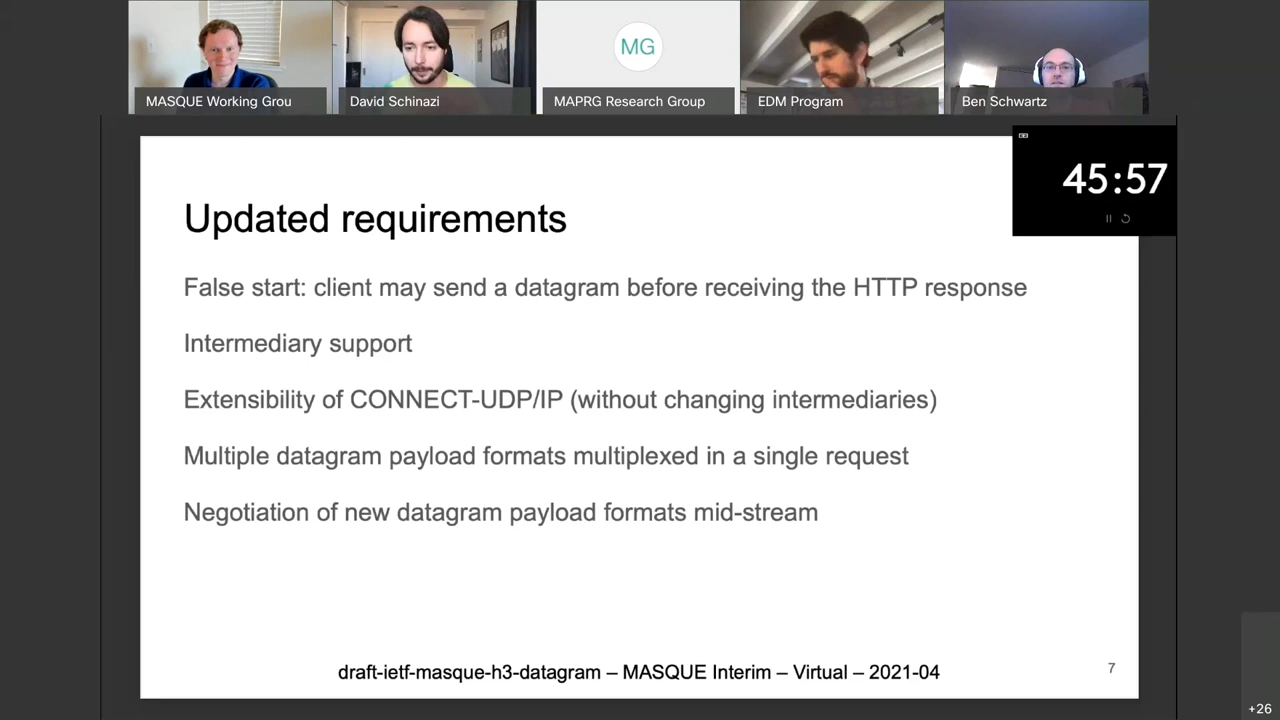 MASQUE Working Grou
David Schinazi
MG
MAPRG Research Group
EDM Program
Ben Schwartz
45:57
Updated requirements
False start: client may send a datagram before receiving the HTTP response
Intermediary support
Extensibility of CONNECT-UDP/IP (without changing intermediaries)
Multiple datagram payload formats multiplexed in a single request
Negotiation of new datagram payload formats mid-stream
draft-ietf-masque-h3-datagram – MASQUE Interim – Virtual – 2021-04
7
+26